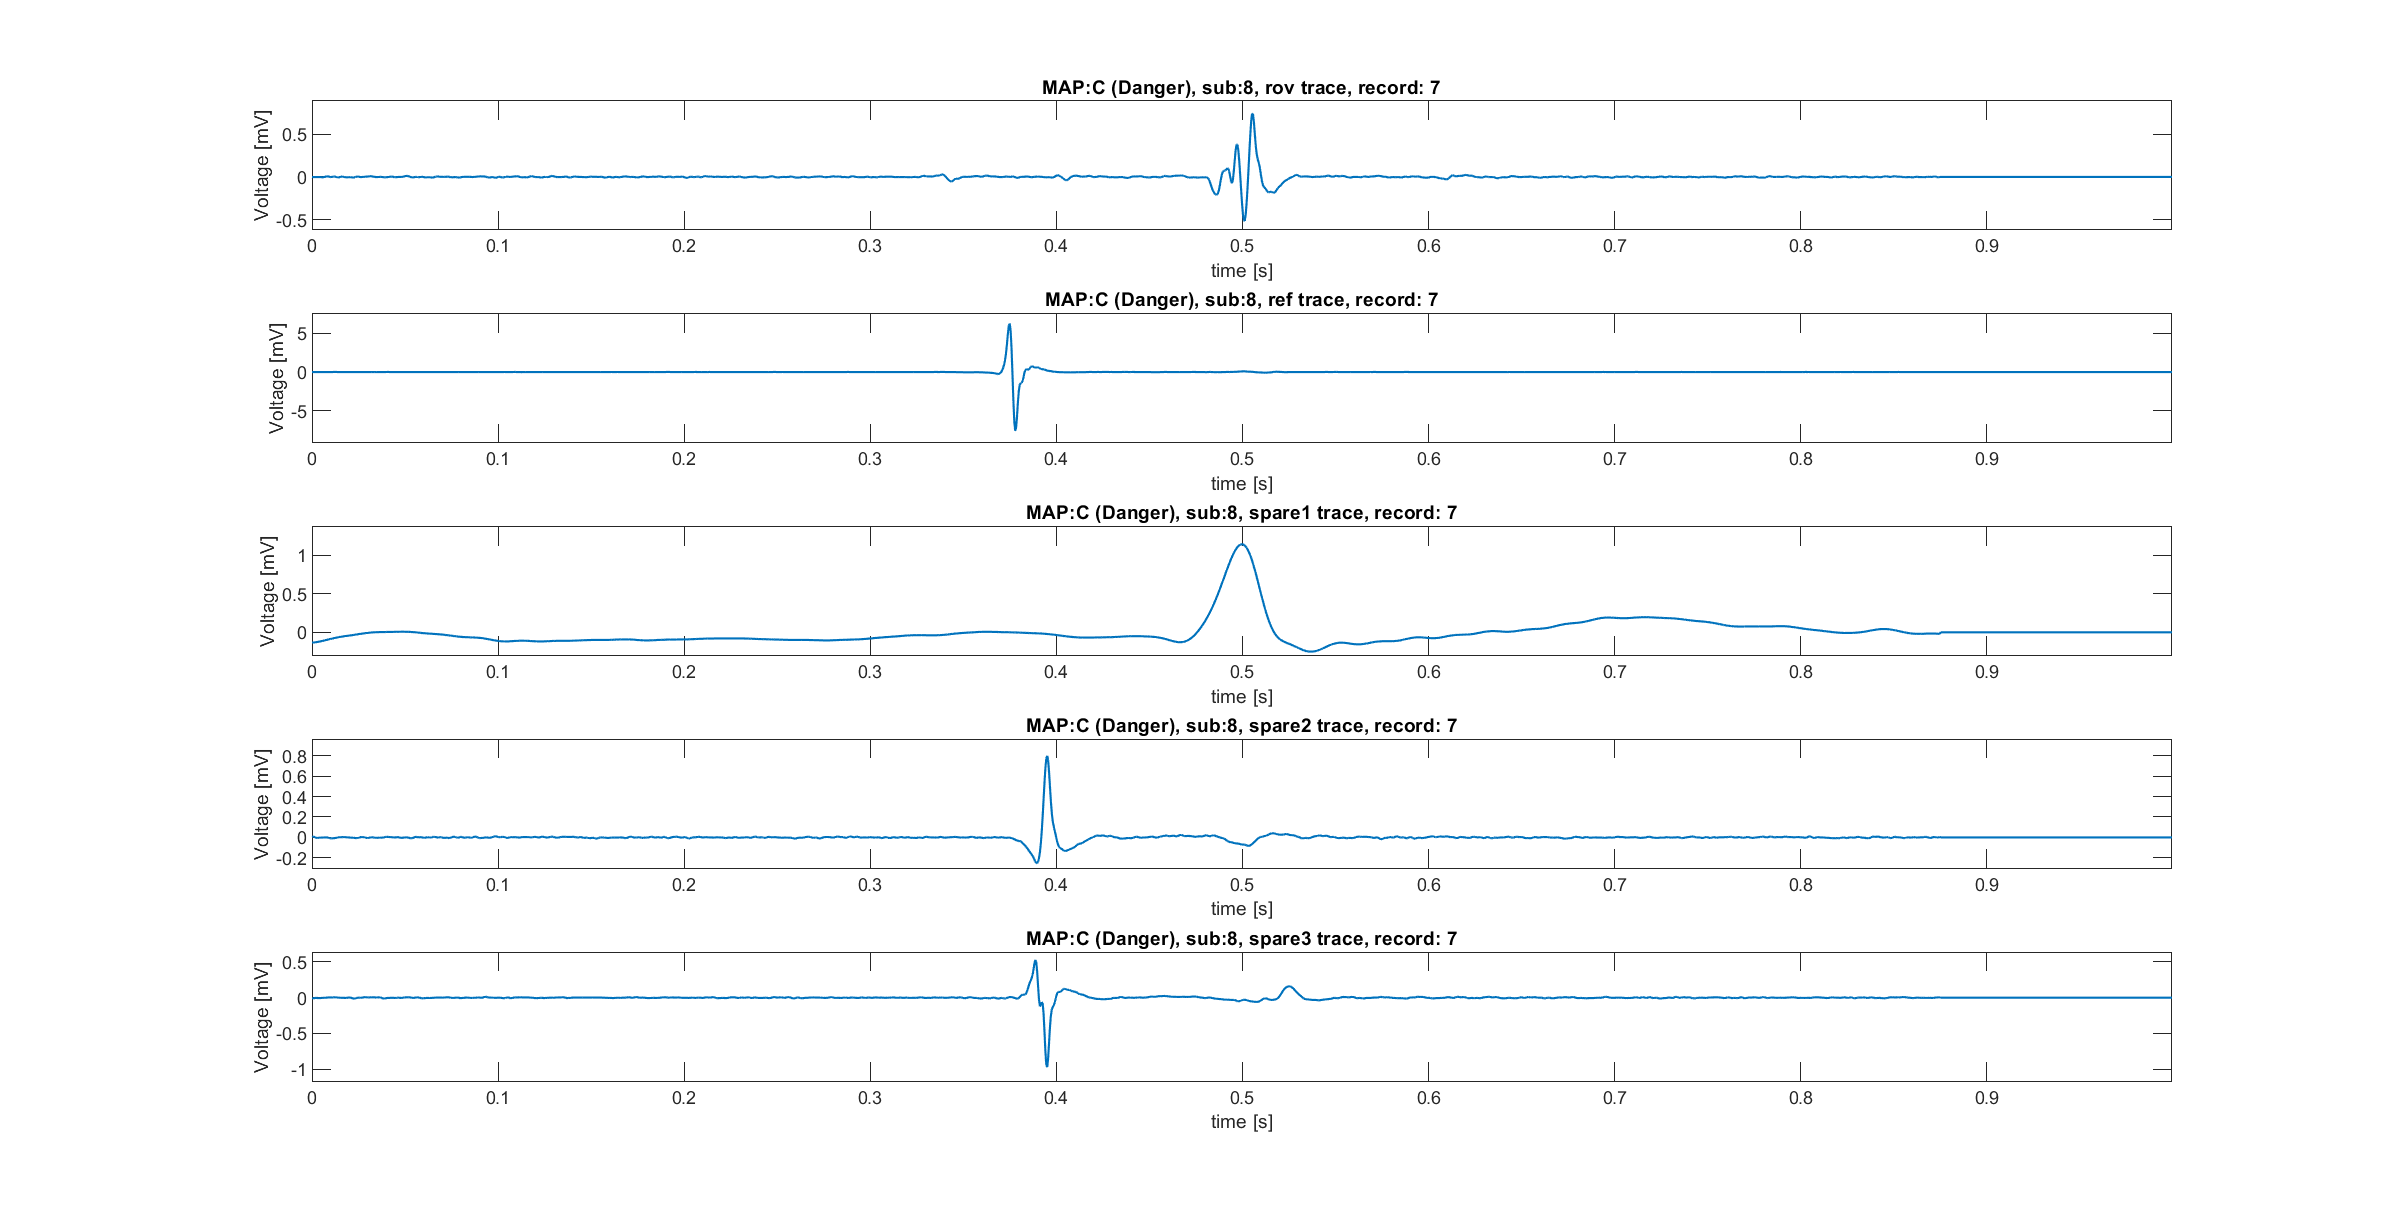 MAP:C (Danger), sub:8, rov trace, record: 7
Voltage [mV]
0.5
0
-0.5
0 0.1 0.2 0.3 0.4 0.5 0.6 0.7 0.8 0.9
time [s]
MAP:C (Danger), sub:8, ref trace, record: 7
Voltage [mV]
5
0
-5
0 0.1 0.2 0.3 0.4 0.5 0.6 0.7 0.8 0.9
time [s]
MAP:C (Danger), sub:8, spare1 trace, record: 7
Voltage [mV]
1
0.5
0
0 0.1 0.2 0.3 0.4 0.5 0.6 0.7 0.8 0.9
time [s]
MAP:C (Danger), sub:8, spare2 trace, record: 7
Voltage [mV]
0.8
0.6
0.4
0.2
0
-0.2
0 0.1 0.2 0.3 0.4 0.5 0.6 0.7 0.8 0.9
time [s]
MAP:C (Danger), sub:8, spare3 trace, record: 7
Voltage [mV]
0.5
0
-0.5
-1
0 0.1 0.2 0.3 0.4 0.5 0.6 0.7 0.8 0.9
time [s]